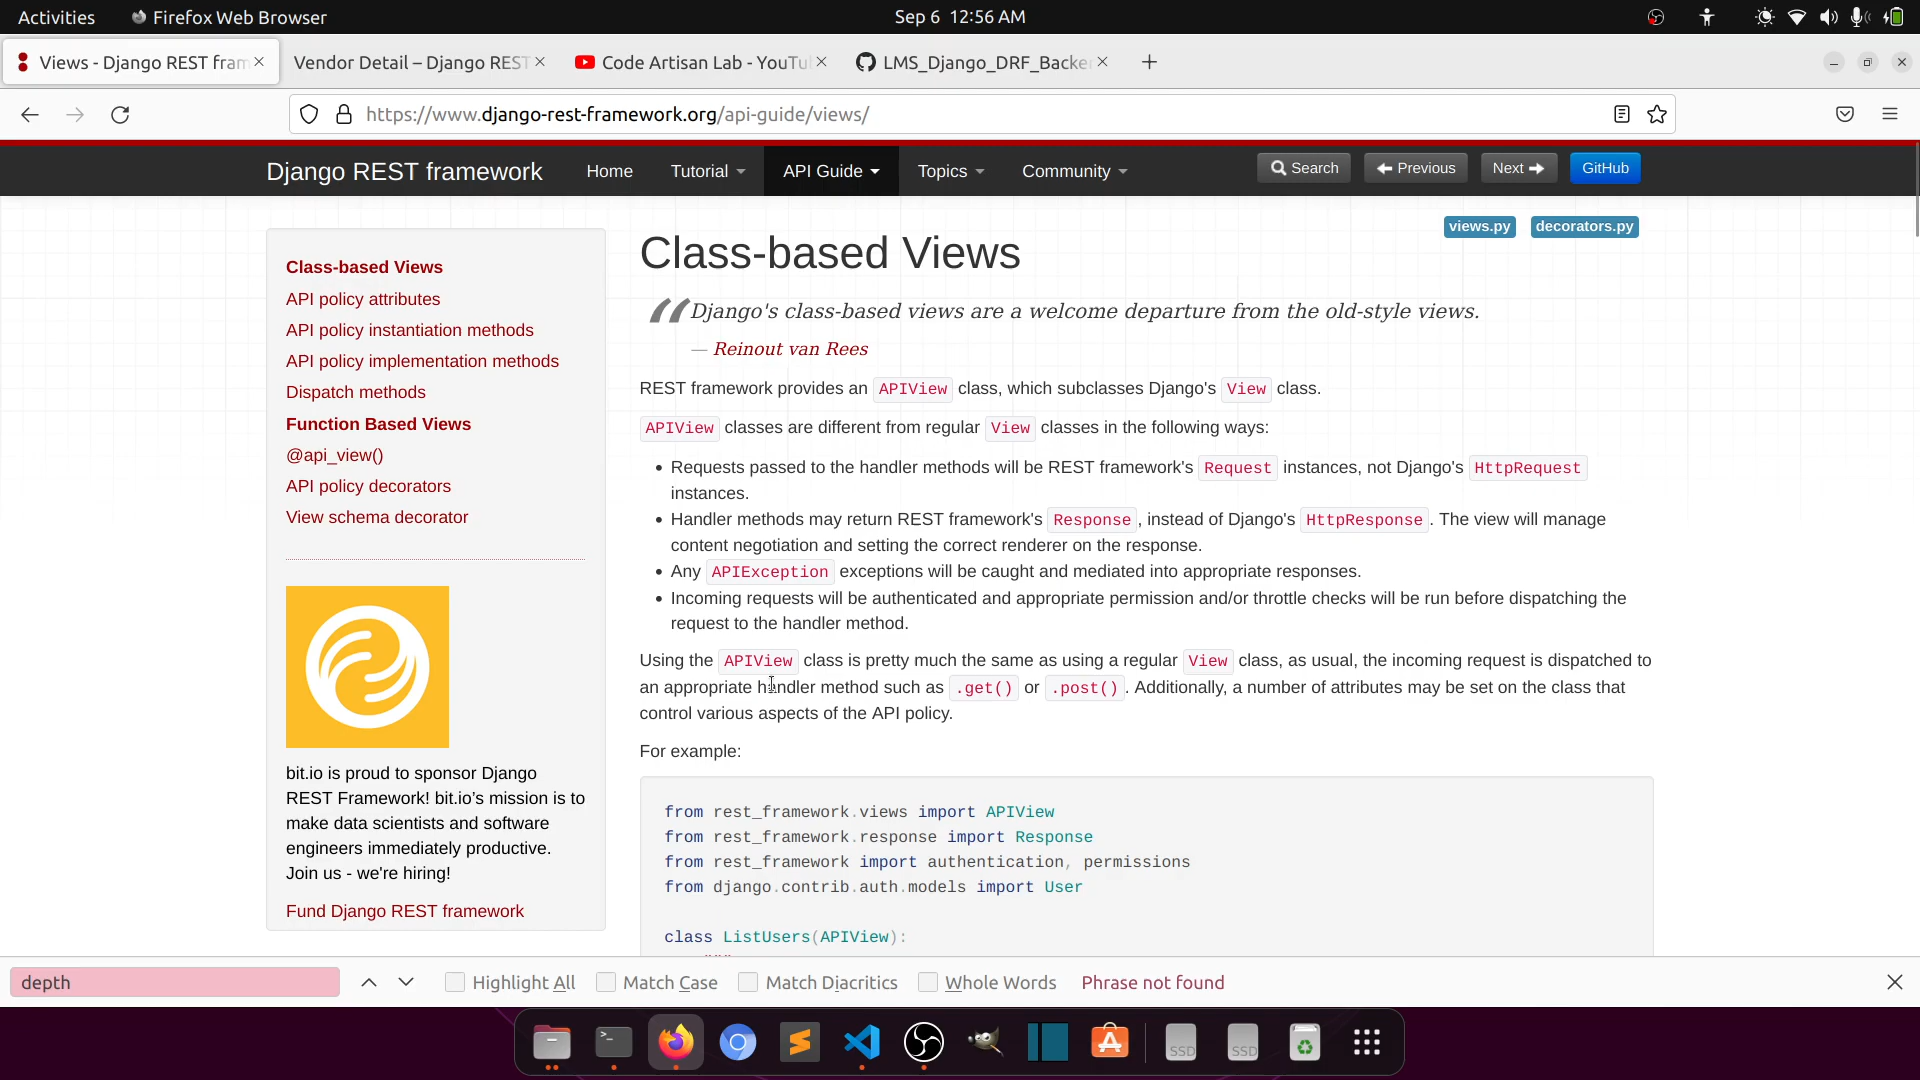 Activities
Firefox Web Browser
Sep 6 12:56 AM
Views - Django REST fram
Vendor Detail – Django REST
Code Artisan Lab - YouTu
LMS_Django_DRF_Backe
https://www.django-rest-framework.org/api-guide/views/
Django REST framework
Home
Tutorial
API Guide
Topics
Community
Search
Previous
Next
GitHub
views.py
decorators.py
Class-based Views
API policy attributes
API policy instantiation methods
API policy implementation methods
Dispatch methods
Function Based Views
@api_view()
API policy decorators
View schema decorator
bit.io is proud to sponsor Django
REST Framework! bit.io’s mission is to
make data scientists and software
engineers immediately productive.
Join us - we're hiring!
Fund Django REST framework
Class-based Views
“Django's class-based views are a welcome departure from the old-style views.
— Reinout van Rees
REST framework provides an APIView class, which subclasses Django's View class.
APIView classes are different from regular View classes in the following ways:
• Requests passed to the handler methods will be REST framework's Request instances, not Django's HttpRequest
instances.
• Handler methods may return REST framework's Response, instead of Django's HttpResponse. The view will manage
content negotiation and setting the correct renderer on the response.
• Any APIException exceptions will be caught and mediated into appropriate responses.
• Incoming requests will be authenticated and appropriate permission and/or throttle checks will be run before dispatching the
request to the handler method.
Using the APIView class is pretty much the same as using a regular View class, as usual, the incoming request is dispatched to
an appropriate handler method such as .get() or .post(). Additionally, a number of attributes may be set on the class that
control various aspects of the API policy.
For example:
from rest_framework.views import APIView
from rest_framework.response import Response
from rest_framework import authentication, permissions
from django.contrib.auth.models import User
class ListUsers(APIView):
"""
depth
Highlight All
Match Case
Match Diacritics
Whole Words
Phrase not found
>_
SSD
SSD